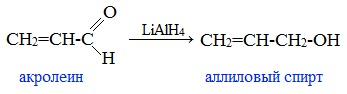 O
CH2=CH-C
H
LiAlH4
CH2=CH-CH2-OH
акролеин
аллиловый спирт